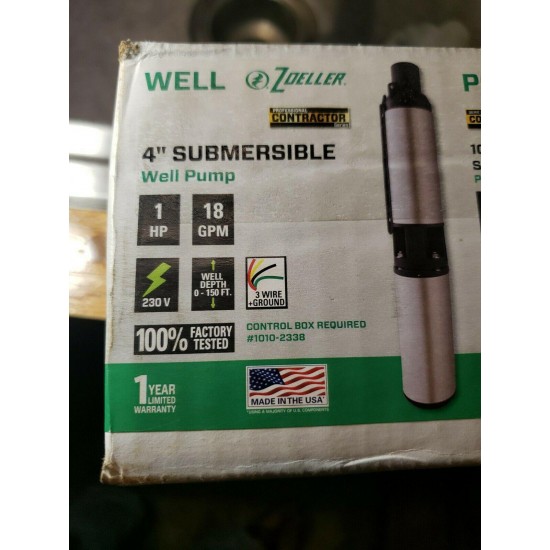 WELL ZOELLER. P
PROFESSIONAL
CONTRACTOR
4" SUBMERSIBLE
Well Pump
1 HP
18 GPM
230 V
WELL DEPTH 0 - 150 FT.
3 WIRE +GROUND
100% FACTORY TESTED
CONTROL BOX REQUIRED
#1010-2338
1 YEAR LIMITED WARRANTY
MADE IN THE USA*
*USING A MAJORITY OF U.S. COMPONENTS
10
S
P